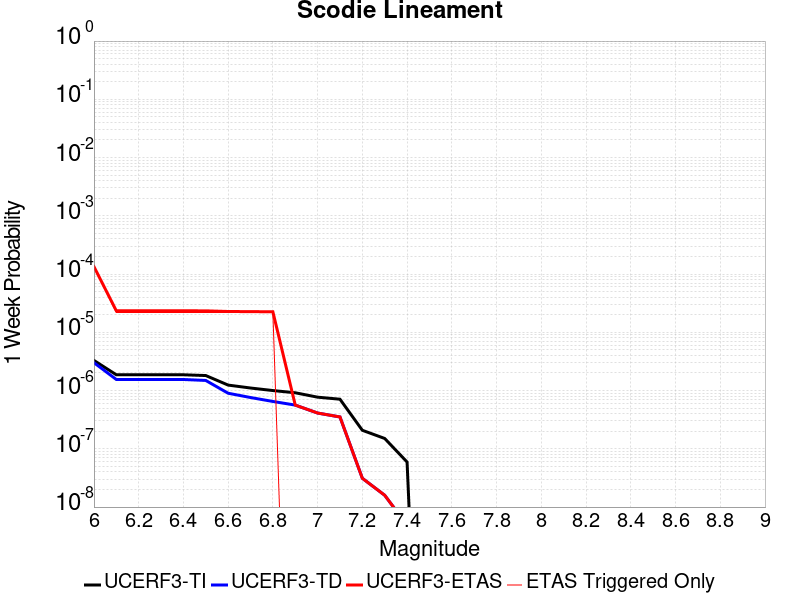 Scodie Lineament
10^0
10^-1
10^-2
10^-3
10^-4
10^-5
10^-6
10^-7
10^-8
1 Week Probability
6 6.2 6.4 6.6 6.8 7 7.2 7.4 7.6 7.8 8 8.2 8.4 8.6 8.8 9
Magnitude
UCERF3-TI UCERF3-TD UCERF3-ETAS ETAS Triggered Only